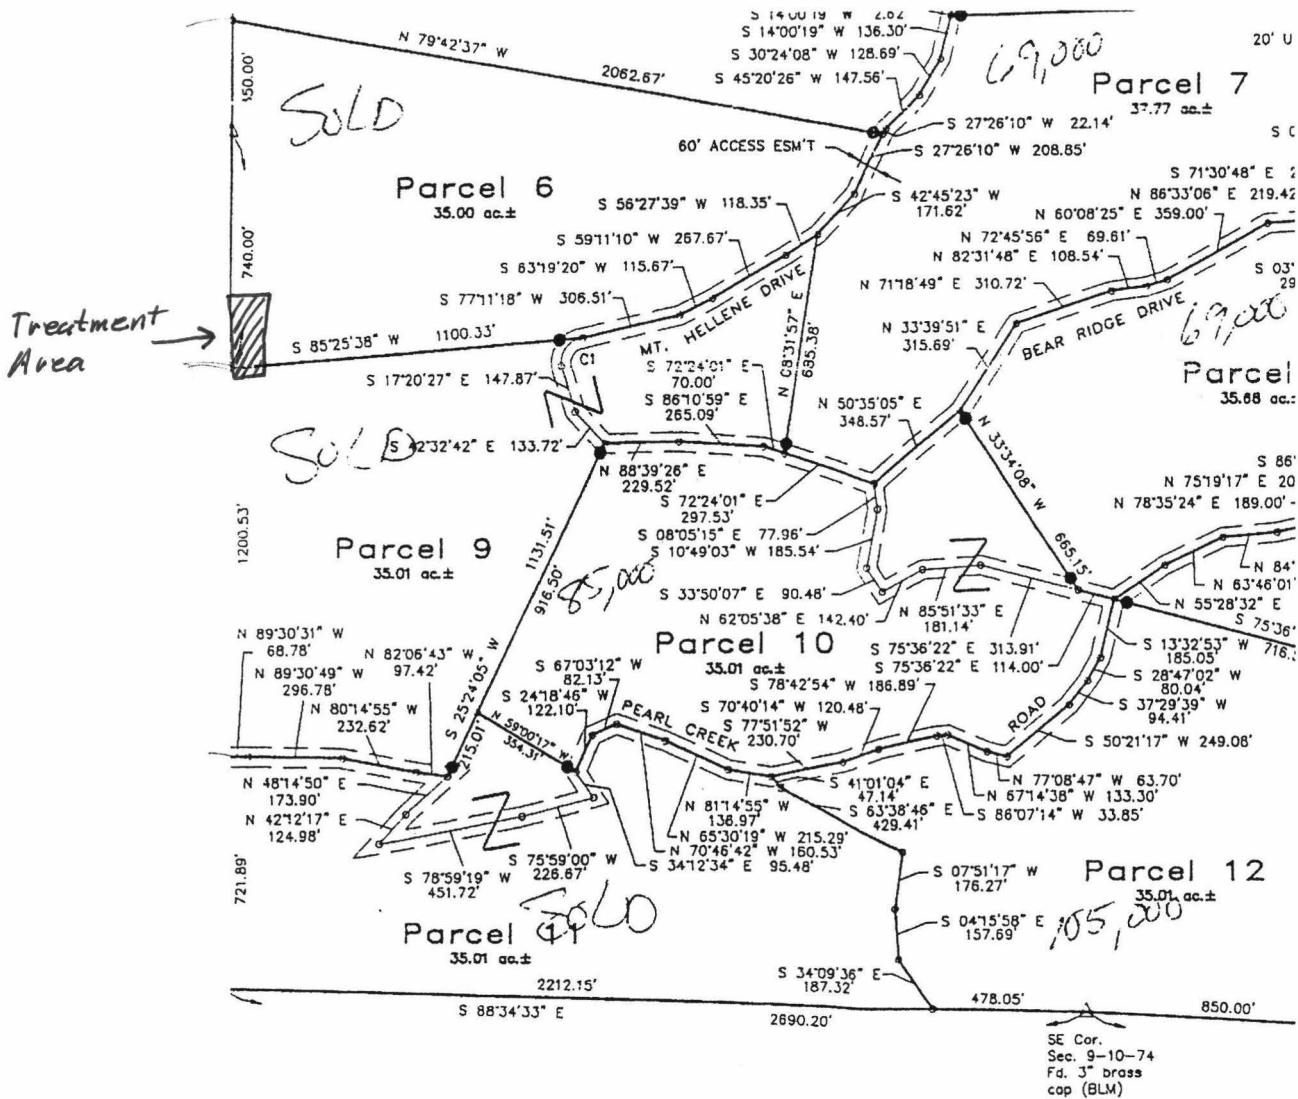 S 14°00'19" W 2.62'
S 14°00'19" W 136.30'
S 30°24'08" W 128.69'
S 45°20'26" W 147.56'
N 79°42'37" W
2062.67'
69,000
20' U
Parcel 7
37.77 ac.±
550.00'
SOLD
S 27°26'10" W 22.14'
60' ACCESS ESM'T
S 27°26'10" W 208.85'
Parcel 6
35.00 ac.±
S 42°45'23" W
171.62'
S 71°30'48" E 2
N 86°33'06" E 219.42
N 60°08'25" E 359.00'
N 72°45'56" E 69.61'
N 82°31'48" E 108.54'
N 71°18'49" E 310.72'
S 56°27'39" W 118.35'
S 59°11'10" W 267.67'
S 63°19'20" W 115.67'
S 77°11'18" W 306.51'
740.00'
S 03°
29
Treatment
Area
S 85°25'38" W 1100.33'
MT. HELLENE DRIVE
C1
N 08°31'57" E
685.38'
N 33°39'51" E
315.69'
BEAR RIDGE DRIVE
69,000
Parcel
35.68 ac.±
S 17°20'27" E 147.87'
S 72°24'01" E
70.00'
S 86°10'59" E
265.09'
N 50°35'05" E
348.57'
N 33°34'08" W
665.15'
SOLD
S 42°32'42" E 133.72'
N 88°39'26" E
229.52'
S 72°24'01" E
297.53'
S 08°05'15" E 77.96'
S 10°49'03" W 185.54'
S 86°
N 75°19'17" E 20
N 78°35'24" E 189.00'
1200.53'
Parcel 9
35.01 ac.±
1131.51'
916.50'
85,000
S 33°50'07" E 90.48'
N 62°05'38" E 142.40'
N 85°51'33" E
181.14'
N 84°
N 63°46'01"
N 55°28'32" E
S 75°36'
716.
Parcel 10
35.01 ac.±
S 75°36'22" E 313.91'
S 75°36'22" E 114.00'
S 13°32'53" W
185.05'
S 28°47'02" W
80.04'
S 37°29'39" W
94.41'
S 50°21'17" W 249.08'
N 89°30'31" W
68.78'
N 89°30'49" W
296.78'
N 80°14'55" W
232.62'
N 82°06'43" W
97.42'
S 25°24'05" W
215.01'
N 59°00'17" W
354.31'
S 67°03'12" W
82.13'
S 24°18'46" W
122.10'
PEARL CREEK
ROAD
S 78°42'54" W 186.89'
S 70°40'14" W 120.48'
S 77°51'52" W
230.70'
N 48°14'50" E
173.90'
N 42°12'17" E
124.98'
S 41°01'04" E
47.14'
S 63°38'46" E
429.41'
N 77°08'47" W 63.70'
N 67°14'38" W 133.30'
S 86°07'14" W 33.85'
N 81°14'55" W
138.97'
N 65°30'19" W 215.29'
N 70°46'42" W 160.53'
S 34°12'34" E 95.48'
S 75°59'00" W
226.67'
S 78°59'19" W
451.72'
721.89'
S 07°51'17" W
176.27'
Parcel 12
35.01 ac.±
105,000
SOLD
Parcel 11
35.01 ac.±
S 04°15'58" E
157.69'
S 34°09'36" E
187.32'
2212.15'
S 88°34'33" E
2690.20'
478.05'
850.00'
SE Cor.
Sec. 9-10-74
Fd. 3" brass
cap (BLM)